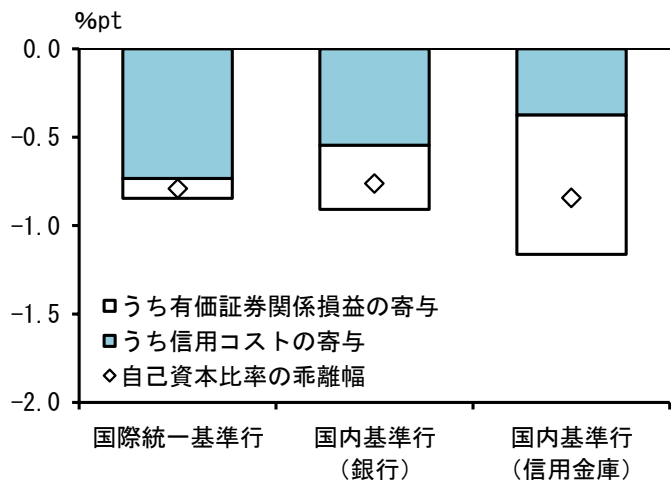 %pt
0.0
-0.5
-1.0
-1.5
-2.0
□うち有価証券関係損益の寄与
■うち信用コストの寄与
◇自己資本比率の乖離幅
国際統一基準行
国内基準行
（銀行）
国内基準行
（信用金庫）